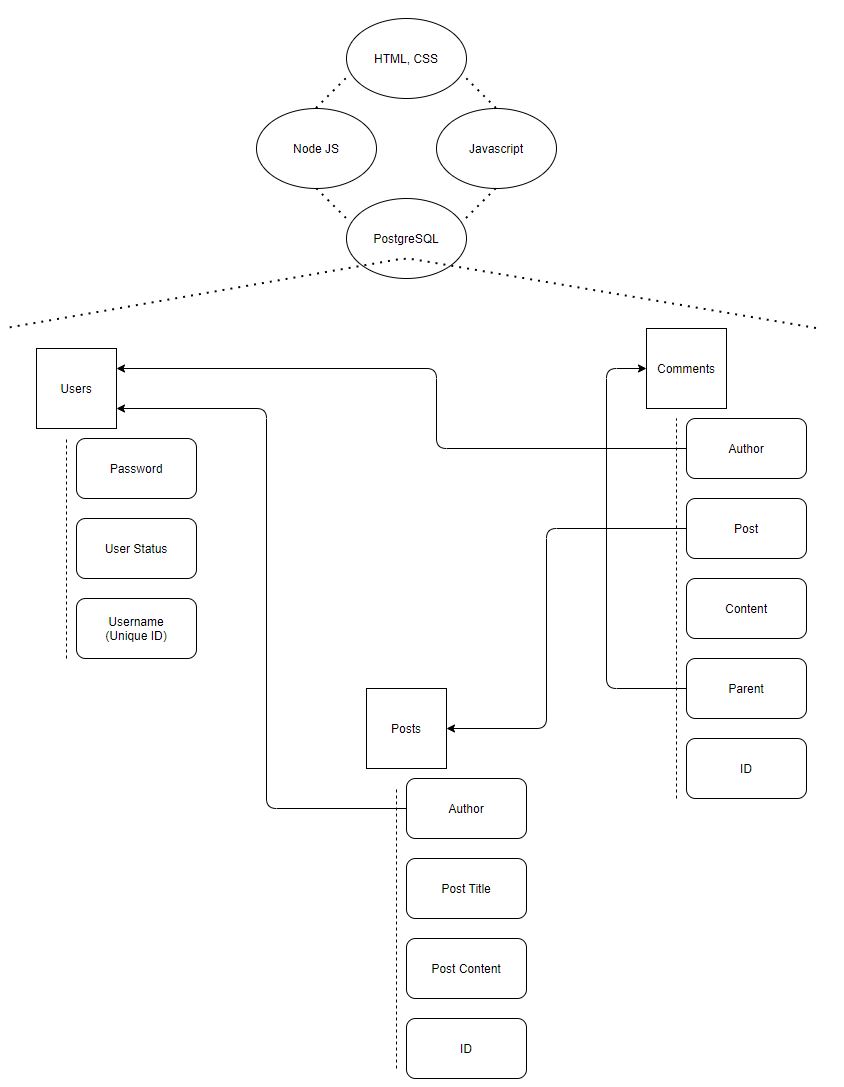 HTML, CSS
Node JS
Javascript
PostgreSQL
Users
Password
User Status
Username
(Unique ID)
Comments
Author
Post
Content
Parent
ID
Posts
Author
Post Title
Post Content
ID